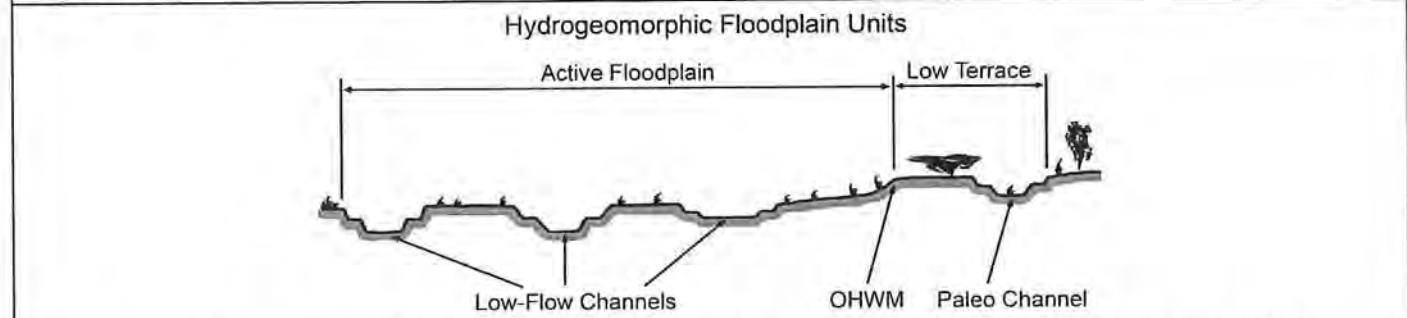 Hydrogeomorphic Floodplain Units
Active Floodplain
Low Terrace
Low-Flow Channels
OHWM
Paleo Channel